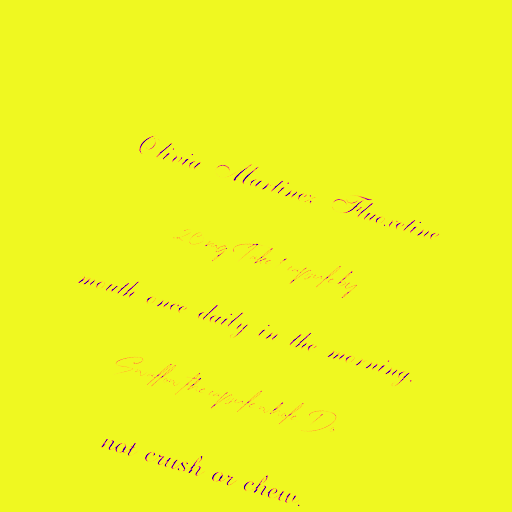 Olivia Martinez Fluoxetine
20 mg Take 1 capsule by
mouth once daily in the morning.
Swallow the capsule whole. Do
not crush or chew.